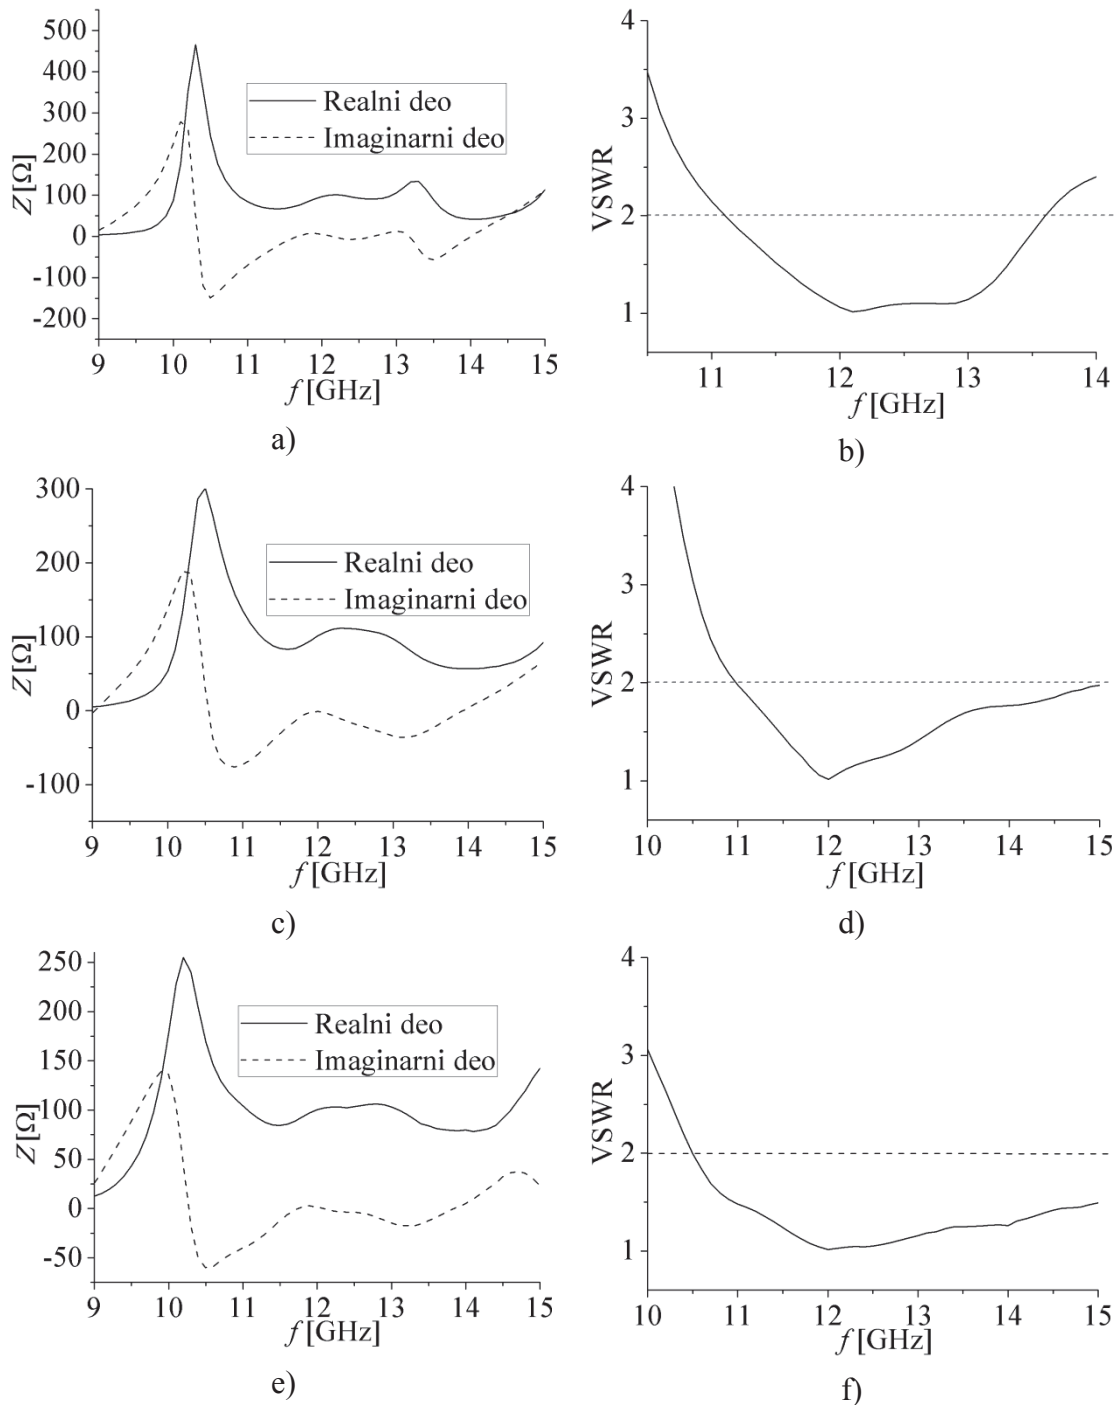 500
400
300
200
100
0
-100
-200
Z[Ω]
Realni deo
Imaginarni deo
9 10 11 12 13 14 15
f[GHz]
a)
4
3
2
1
VSWR
11 12 13 14
f[GHz]
b)
300
200
100
0
-100
Z[Ω]
Realni deo
Imaginarni deo
9 10 11 12 13 14 15
f[GHz]
c)
4
3
2
1
VSWR
10 11 12 13 14 15
f[GHz]
d)
250
200
150
100
50
0
-50
Z[Ω]
Realni deo
Imaginarni deo
9 10 11 12 13 14 15
f[GHz]
e)
4
3
2
1
VSWR
10 11 12 13 14 15
f[GHz]
f)